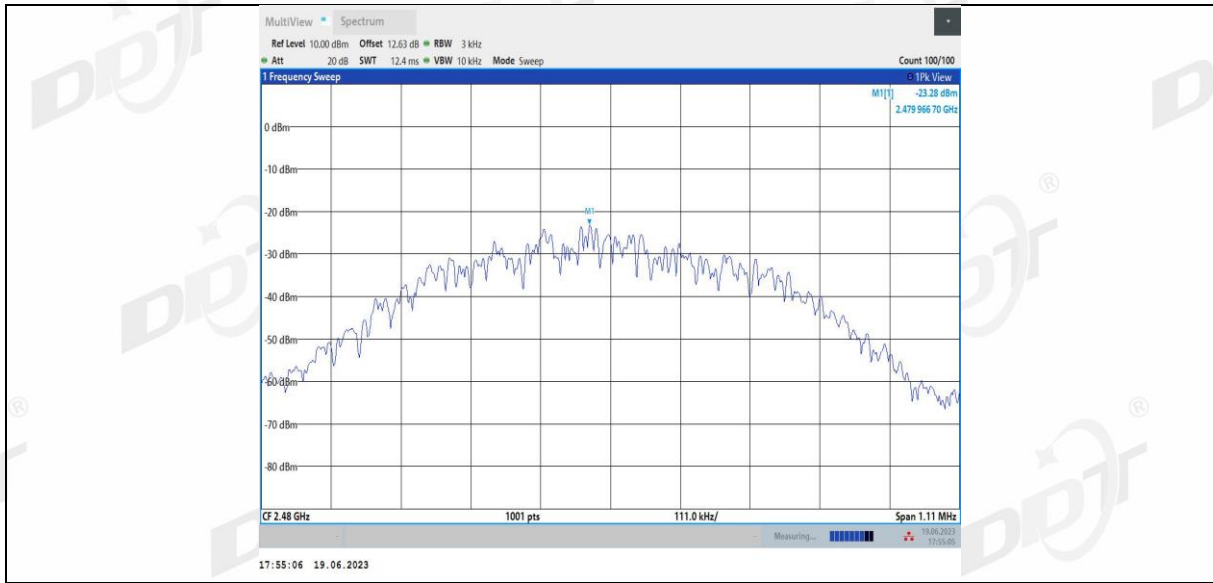 MultiView Spectrum
Ref Level 10.00 dBm Offset 12.63 dB RBW 3 kHz
Att 20 dB SWT 12.4 ms VBW 10 kHz Mode Sweep Count 100/100
1 Frequency Sweep 1Pk View
M1[1] -23.28 dBm
2.479 966 70 GHz
0 dBm
-10 dBm
-20 dBm
M1
-30 dBm
-40 dBm
-50 dBm
-60 dBm
-70 dBm
-80 dBm
CF 2.48 GHz 1001 pts 111.0 kHz/ Span 1.11 MHz
Measuring... 19.06.2023
17:55:05
17:55:06 19.06.2023
DDT
®